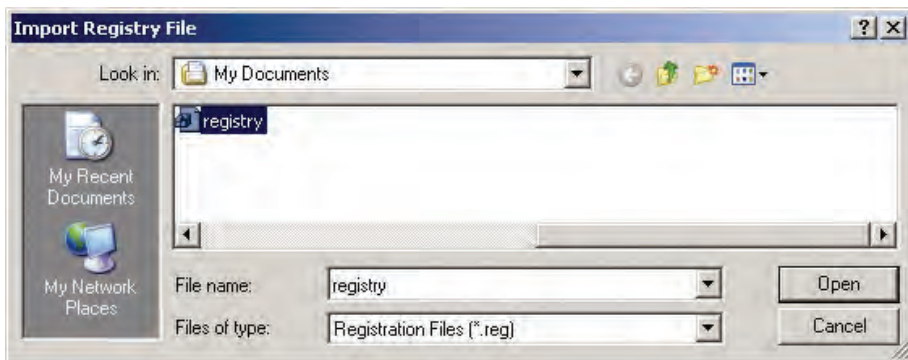 Import Registry File
Look in: My Documents
registry
My Recent
Documents
My Network
Places
File name: registry Open
Files of type: Registration Files (*.reg) Cancel